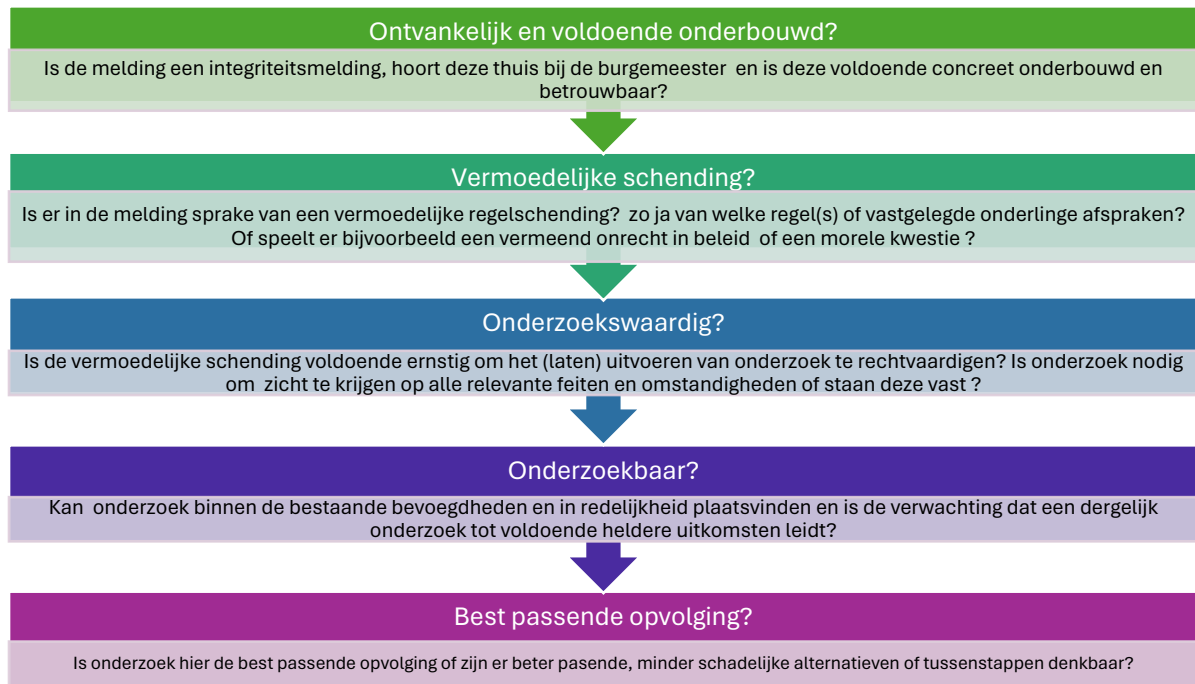 Ontvankelijk en voldoende onderbouwd?
Is de melding een integriteitsmelding, hoort deze thuis bij de burgemeester en is deze voldoende concreet onderbouwd en
betrouwbaar?
Vermoedelijke schending?
Is er in de melding sprake van een vermoedelijke regelschending? zo ja van welke regel(s) of vastgelegde onderlinge afspraken?
Of speelt er bijvoorbeeld een vermeend onrecht in beleid of een morele kwestie ?
Onderzoekswaardig?
Is de vermoedelijke schending voldoende ernstig om het (laten) uitvoeren van onderzoek te rechtvaardigen? Is onderzoek nodig
om zicht te krijgen op alle relevante feiten en omstandigheden of staan deze vast ?
Onderzoekbaar?
Kan onderzoek binnen de bestaande bevoegdheden en in redelijkheid plaatsvinden en is de verwachting dat een dergelijk
onderzoek tot voldoende heldere uitkomsten leidt?
Best passende opvolging?
Is onderzoek hier de best passende opvolging of zijn er beter pasende, minder schadelijke alternatieven of tussenstappen denkbaar?